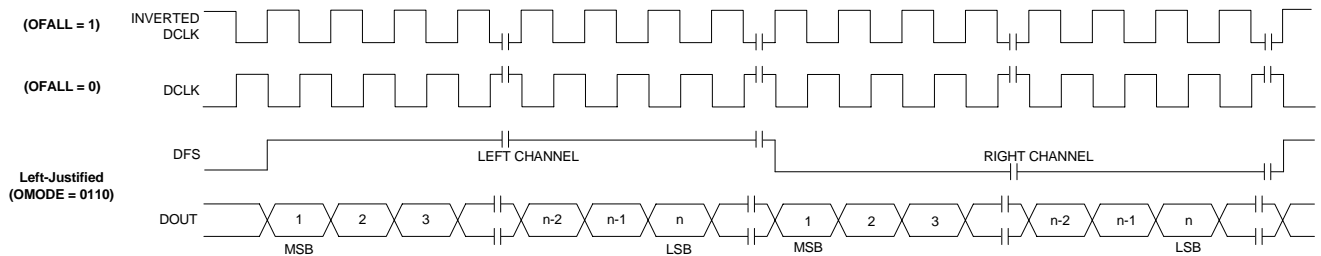 (OFALL = 1)
INVERTED
DCLK
(OFALL = 0)
DCLK
DFS
LEFT CHANNEL
RIGHT CHANNEL
Left-Justified
(OMODE = 0110)
DOUT
1 2 3 n-2 n-1 n 1 2 3 n-2 n-1 n
MSB LSB MSB LSB